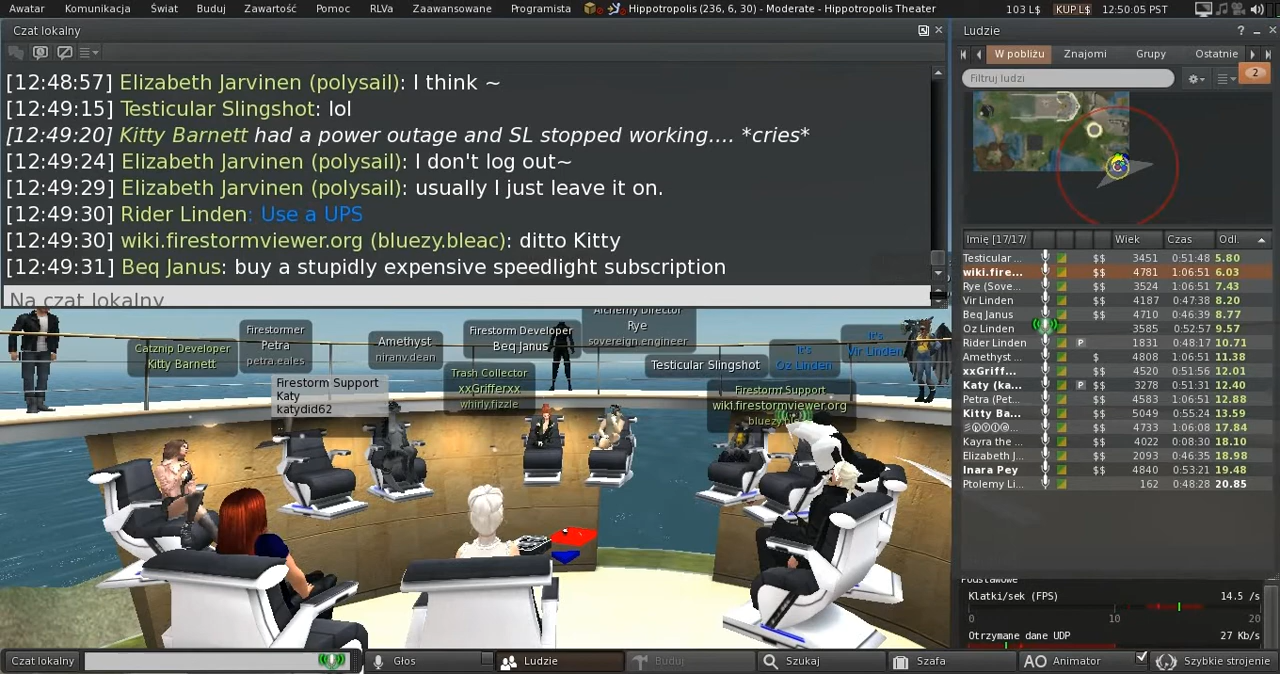 Awatar Komunikacja Świat Buduj Zawartość Pomoc RLVa Zaawansowane Programista Hippotropolis (236, 6, 30) - Moderate - Hippotropolis Theater 103 L$ KUP L$ 12:50:05 PST
Czat lokalny
[12:48:57] Elizabeth Jarvinen (polysail): I think ~
[12:49:15] Testicular Slingshot: lol
[12:49:20] Kitty Barnett had a power outage and SL stopped working.... *cries*
[12:49:24] Elizabeth Jarvinen (polysail): I don't log out~
[12:49:29] Elizabeth Jarvinen (polysail): usually I just leave it on.
[12:49:30] Rider Linden: Use a UPS
[12:49:30] wiki.firestormviewer.org (bluezy.bleac): ditto Kitty
[12:49:31] Beq Janus: buy a stupidly expensive speedlight subscription
Na czat lokalny
Catznip Developer
Kitty Barnett
Firestormer
Petra
petra.eales
Firestorm Support
Katy
katydid62
Amethyst
niranv.dean
Firestorm Developer
Beq Janus
Trash Collector
xxGrifferxx
whirly.fizzle
Alchemy Director
Rye
sovereign.engineer
Testicular Slingshot
It's
Oz Linden
It's
Vir Linden
Firestorm Support
wiki.firestormviewer.org
Ludzie
W pobliżu Znajomi Grupy Ostatnie
2
Filtruj ludzi
Imię [17/17/ Wiek Czas Odl.
Testicular ... $$ 3451 0:51:48 5.80
wiki.fire... $$ 4781 1:06:51 6.03
Rye (Sove... $$ 3524 1:06:51 7.43
Vir Linden $$ 4187 0:47:38 8.20
Beq Janus $$ 4710 0:46:39 8.77
Oz Linden 3585 0:52:57 9.57
Rider Linden P 1831 0:48:17 10.71
Amethyst ... $ 4808 1:06:51 11.38
xxGriff... $$ 4520 1:51:56 12.01
Katy (ka... P $$ 3278 0:51:31 12.40
Petra (Pet... $$ 4583 1:06:51 12.88
Kitty Ba... $$ 5049 0:55:24 13.59
$$ 4733 1:06:08 17.84
Kayra the ... $$ 4022 0:08:30 18.10
Elizabeth J... $$ 2093 0:46:35 18.98
Inara Pey $$ 4840 0:53:21 19.48
Ptolemy Li... 162 0:48:28 20.85
Podstawowe
Klatki/sek (FPS) 14.5 /s
0 10 20
Otrzymane dane UDP 27 Kb/s
Czat lokalny Głos Ludzie Buduj Szukaj Szafa AO Animator Szybkie strojenie